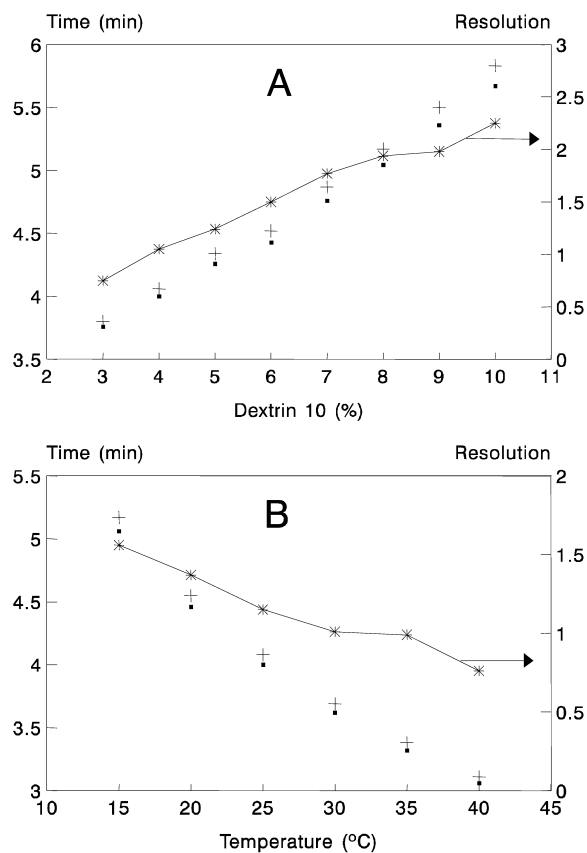 Time (min) Resolution
6 3
A
5.5 2.5
5 2
4.5 1.5
1
4 0.5
3.5 0
2 3 4 5 6 7 8 9 10 11
Dextrin 10 (%)
Time (min) Resolution
5.5 2
B
5 1.5
4.5
4 1
3.5 0.5
3 0
10 15 20 25 30 35 40 45
Temperature (°C)